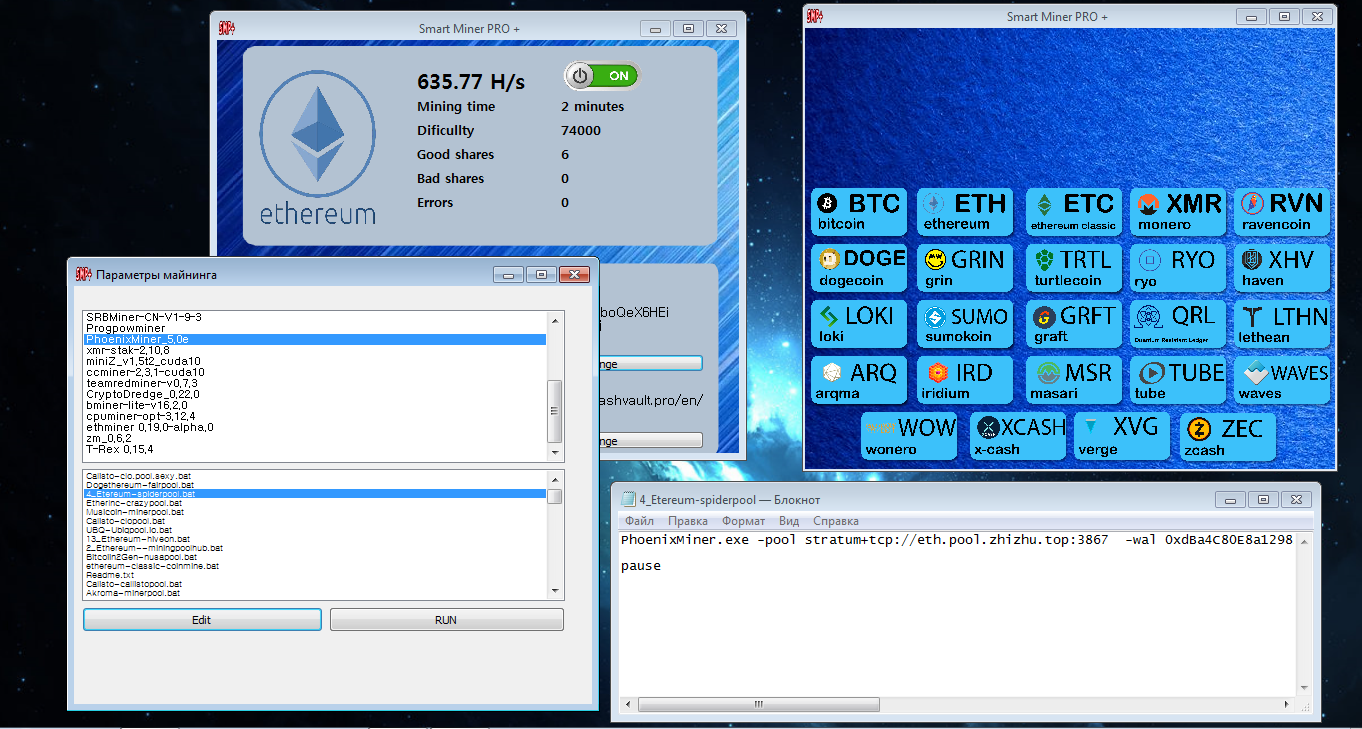 Smart Miner PRO +
635.77 H/s
ON
Mining time 2 minutes
Dificullty 74000
Good shares 6
Bad shares 0
Errors 0
ethereum
boQeX6HEi
i
nge
ashvault.pro/en/
nge
Параметры майнинга
SRBMiner-CN-V1-9-3
Progpowminer
PhoenixMiner_5,0e
xmr-stak-2,10,8
miniZ_v1,5t2_cuda10
ccminer-2,3,1-cuda10
teamredminer-v0,7,3
CryptoDredge_0,22,0
bminer-lite-v16,2,0
cpuminer-opt-3,12,4
ethminer 0,19,0-alpha,0
zm_0,6,2
T-Rex 0,15,4
Callsto-clo.pool.sexy.bat
Dogethereum-fairpool.bat
4_Etereum-spiderpool.bat
Etherinc-crazypool.bat
Musicoin-minerpool.bat
Callsto-clopool.bat
UBQ-Ubiqpool.io.bat
13_Ethereum-hiveon.bat
2_Ethereum--miningpoolhub.bat
Bitcoin2Gen-nusapool.bat
ethereum-classic-coinmine.bat
Readme.txt
Callsto-callistopool.bat
Akroma-minerpool.bat
Edit
RUN
Smart Miner PRO +
BTC
bitcoin
ETH
ethereum
ETC
ethereum classic
XMR
monero
RVN
ravencoin
DOGE
dogecoin
GRIN
grin
TRTL
turtlecoin
RYO
ryo
XHV
haven
LOKI
loki
SUMO
sumokoin
GRFT
graft
QRL
Quantum Resistant Ledger
LTHN
lethean
ARQ
arqma
IRD
iridium
MSR
masari
TUBE
tube
WAVES
waves
WOW
wonero
XCASH
x-cash
XVG
verge
ZEC
zcash
4_Etereum-spiderpool — Блокнот
Файл Правка Формат Вид Справка
PhoenixMiner.exe -pool stratum+tcp://eth.pool.zhizhu.top:3867 -wal 0xdBa4C80E8a1298
pause